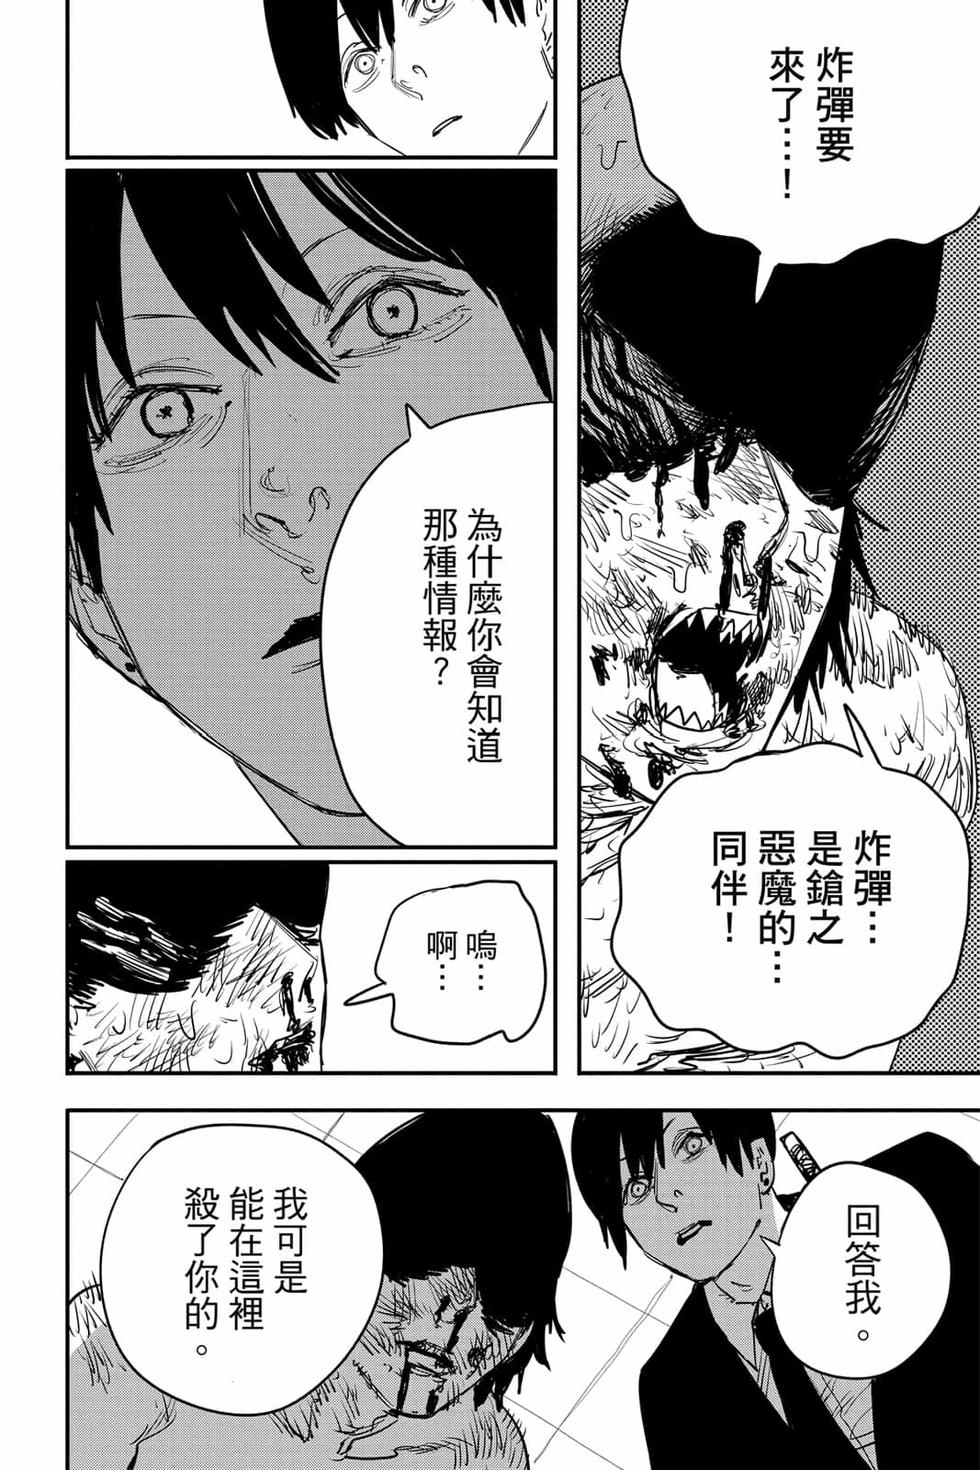 炸彈要
來了…！
炸彈…
是鎗之
惡魔的…
同伴！
為什麼你會知道
那種情報？
嗚…
啊…
回答我。
我可是
能在這裡
殺了你的。